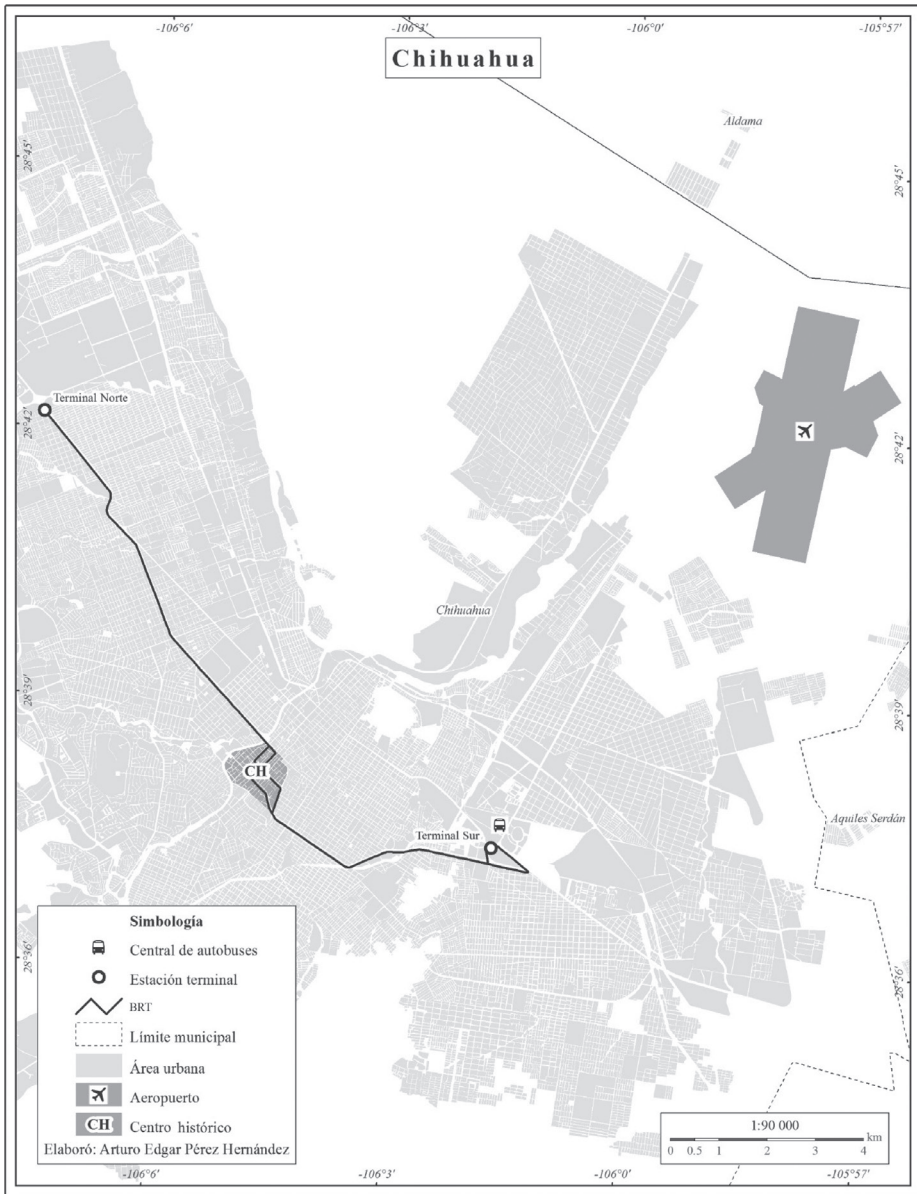 -106°6'
-106°3'
-106°0'
-105°57'
Chihuahua
Aldama
28°45'
28°45'
Terminal Norte
28°42'
28°42'
Chihuahua
28°39'
28°39'
CH
Terminal Sur
Aquiles Serdán
28°36'
28°36'
Simbología
Central de autobuses
Estación terminal
BRT
Límite municipal
Área urbana
Aeropuerto
CH Centro histórico
Elaboró: Arturo Edgar Pérez Hernández
1:90 000
0 0.5 1 2 3 4 km
-106°6'
-106°3'
-106°0'
-105°57'